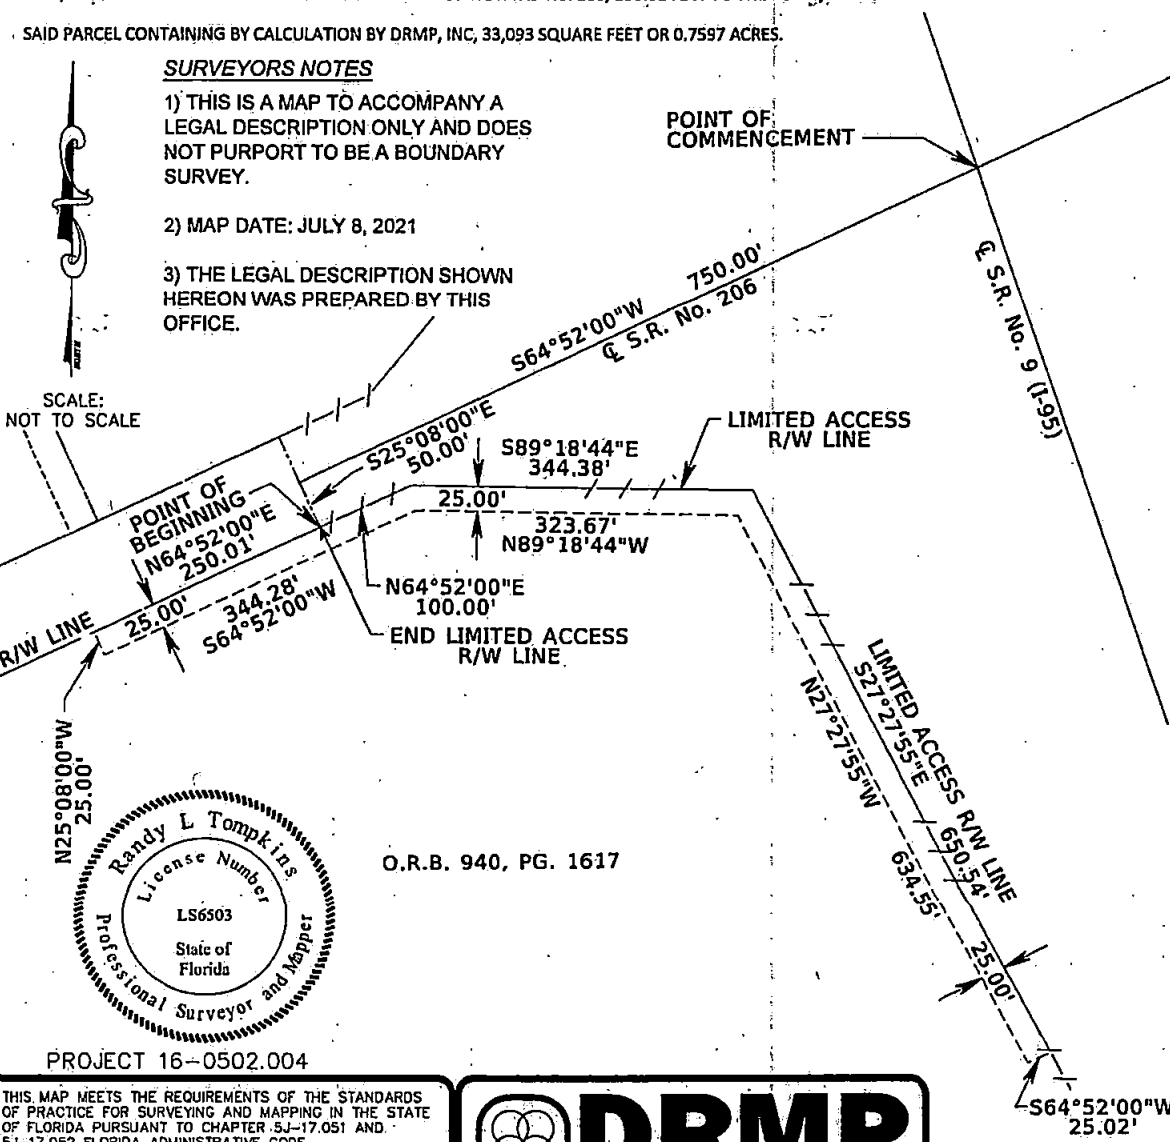 SAID PARCEL CONTAINING BY CALCULATION BY DRMP, INC, 33,093 SQUARE FEET OR 0.7597 ACRES.
SURVEYORS NOTES
1) THIS IS A MAP TO ACCOMPANY A
LEGAL DESCRIPTION ONLY AND DOES
NOT PURPORT TO BE A BOUNDARY
SURVEY.
2) MAP DATE: JULY 8, 2021
3) THE LEGAL DESCRIPTION SHOWN
HEREON WAS PREPARED BY THIS
OFFICE.
NORTH
SCALE:
NOT TO SCALE
POINT OF
COMMENCEMENT
750.00'
S64°52'00"W
℄ S.R. No. 206
℄ S.R. No. 9 (I-95)
LIMITED ACCESS
R/W LINE
S25°08'00"E
50.00'
S89°18'44"E
344.38'
25.00'
323.67'
N89°18'44"W
POINT OF
BEGINNING
N64°52'00"E
250.01'
N64°52'00"E
100.00'
END LIMITED ACCESS
R/W LINE
25.00'
344.28'
S64°52'00"W
R/W LINE
N25°08'00"W
25.00'
LIMITED ACCESS R/W LINE
S27°27'55"E
650.54'
N27°27'55"W
634.55'
25.00'
S64°52'00"W
25.02'
O.R.B. 940, PG. 1617
Randy L Tompkins
License Number
LS6503
State of
Florida
Professional Surveyor and Mapper
PROJECT 16-0502.004
THIS MAP MEETS THE REQUIREMENTS OF THE STANDARDS
OF PRACTICE FOR SURVEYING AND MAPPING IN THE STATE
OF FLORIDA PURSUANT TO CHAPTER 5J-17.051 AND
5J-17.052 FLORIDA ADMINISTRATIVE CODE
DRMP